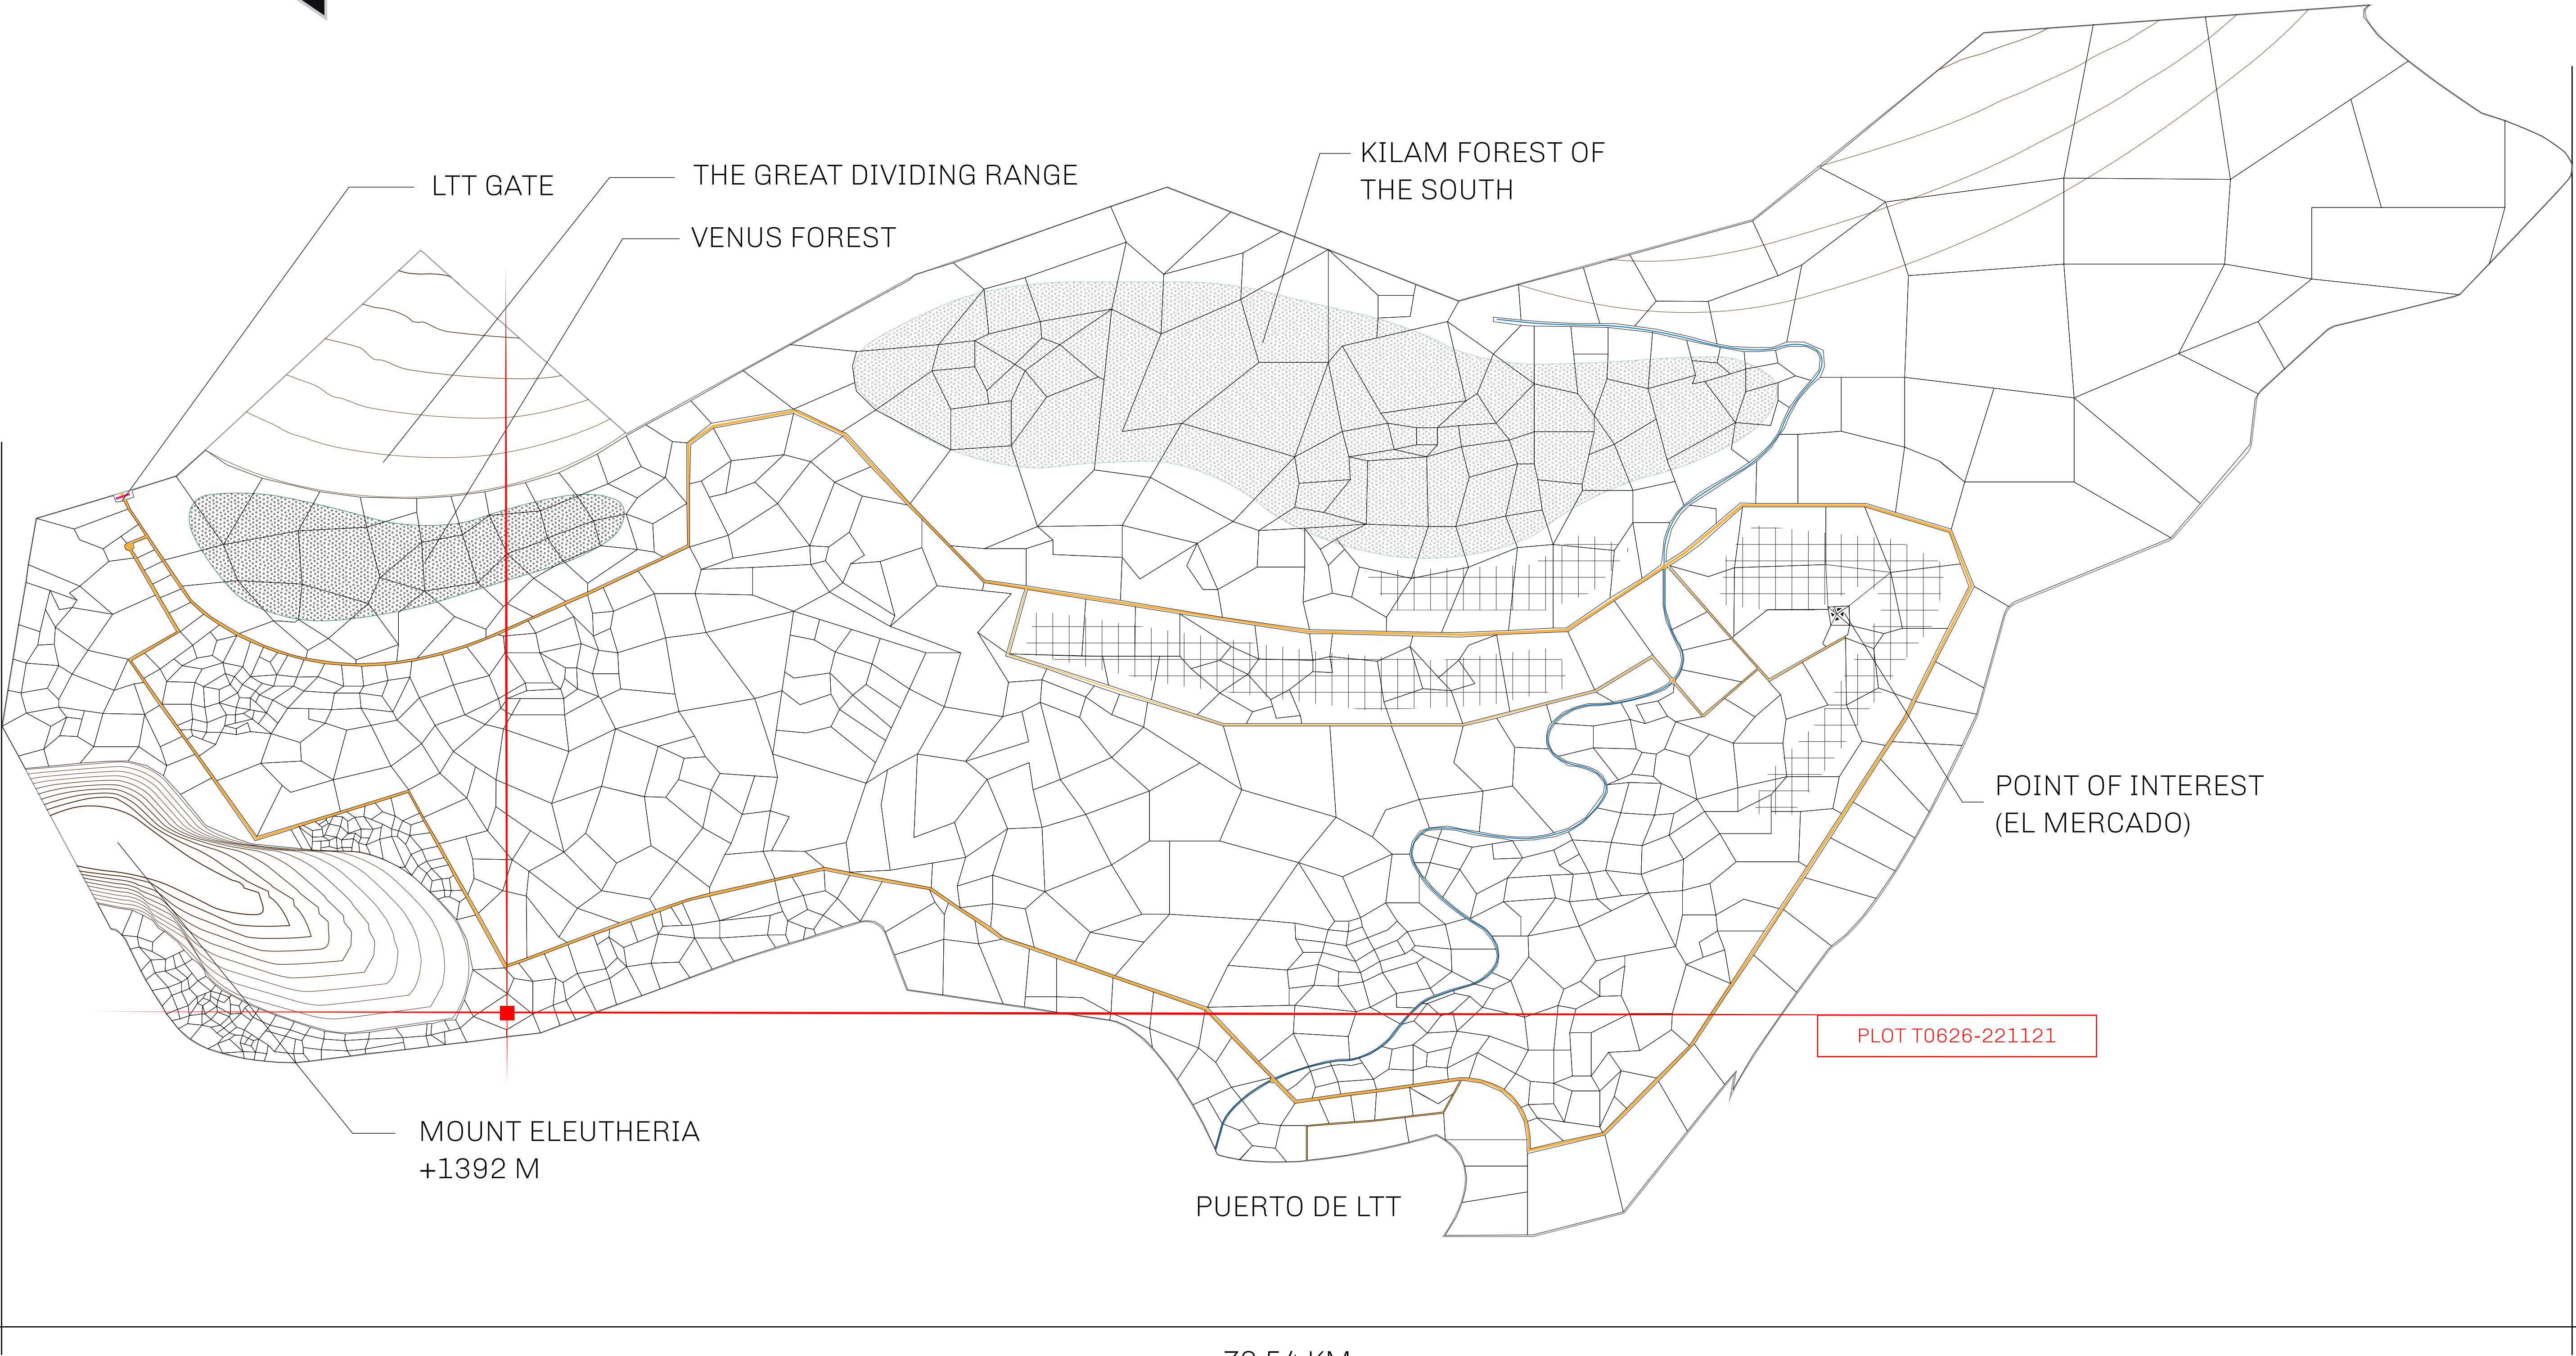 KILAM FOREST OF
THE SOUTH
THE GREAT DIVIDING RANGE
LTT GATE
VENUS FOREST
POINT OF INTEREST
(EL MERCADO)
PLOT T0626-221121
MOUNT ELEUTHERIA
+1392 M
PUERTO DE LTT
KM